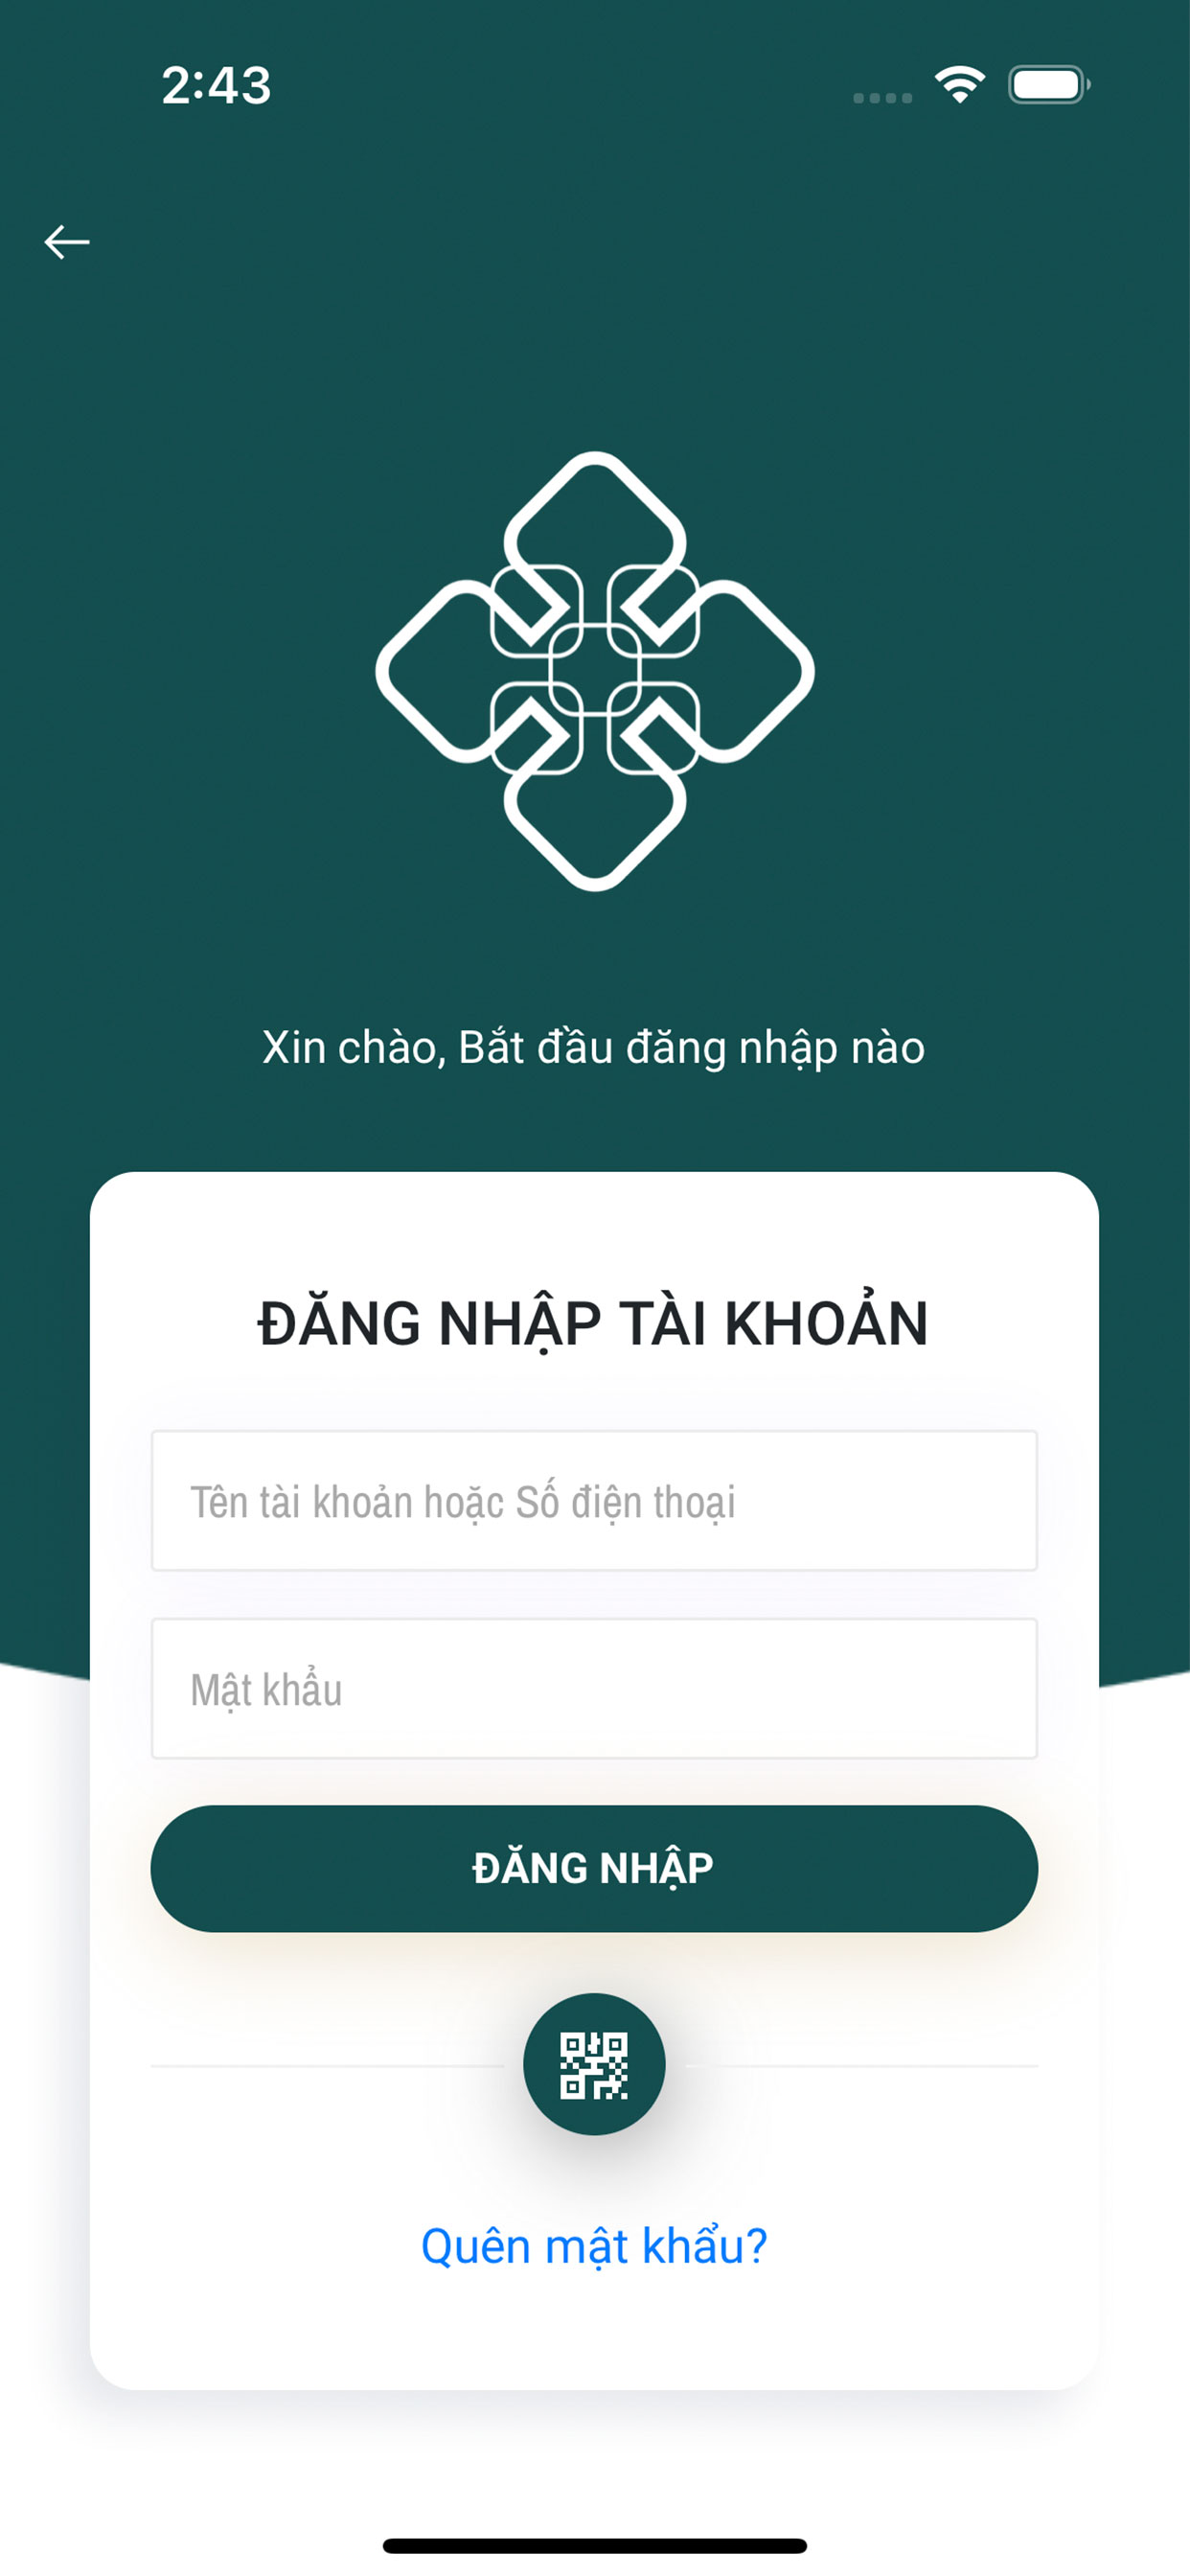 2:43
Xin chào, Bắt đầu đăng nhập nào
ĐĂNG NHẬP TÀI KHOẢN
Tên tài khoản hoặc Số điện thoại
Mật khẩu
ĐĂNG NHẬP
Quên mật khẩu?